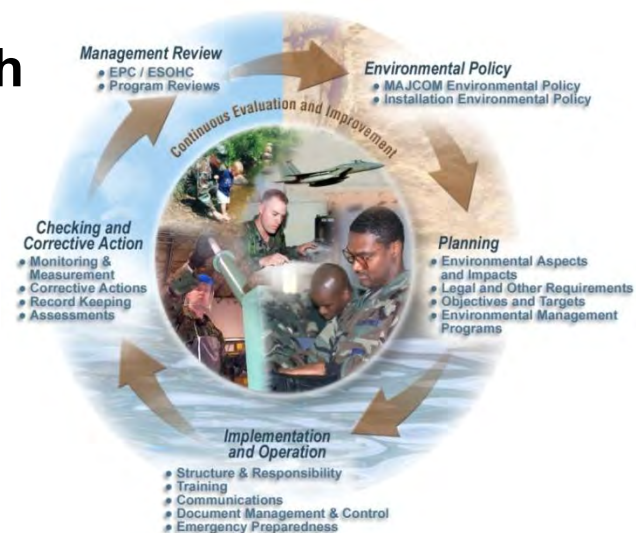 h
Management Review
• EPC / ESOHC
• Program Reviews
Environmental Policy
• MAJCOM Environmental Policy
• Installation Environmental Policy
Continuous Evaluation and Improvement
Planning
• Environmental Aspects
and Impacts
• Legal and Other Requirements
• Objectives and Targets
• Environmental Management
Programs
Implementation
and Operation
• Structure & Responsibility
• Training
• Communications
• Document Management & Control
• Emergency Preparedness
Checking and
Corrective Action
• Monitoring &
Measurement
• Corrective Actions
• Record Keeping
• Assessments